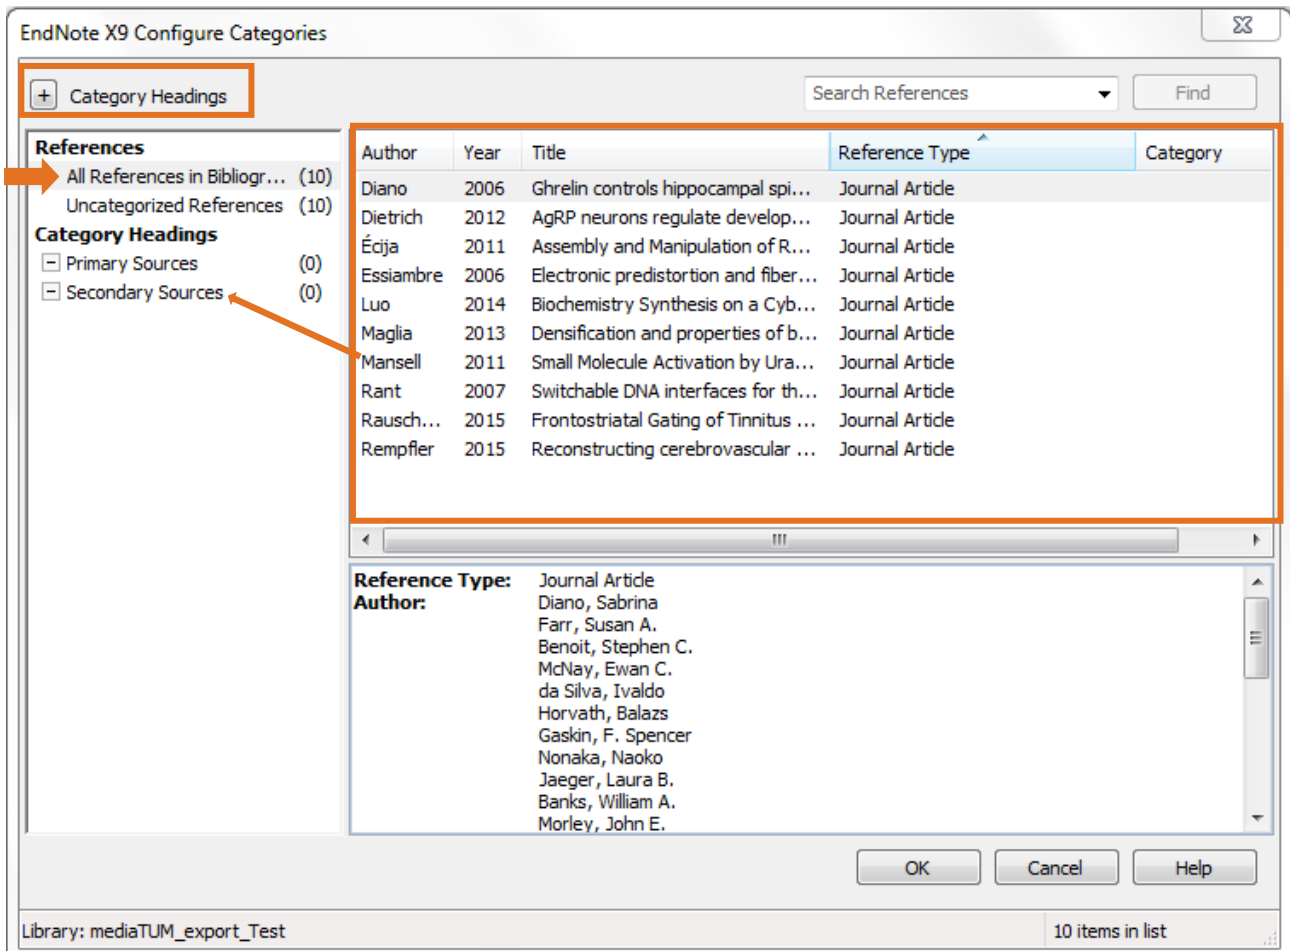 EndNote X9 Configure Categories
+ Category Headings
Search References
Find
References
All References in Bibliogr... (10)
Uncategorized References (10)
Category Headings
Primary Sources (0)
Secondary Sources (0)
Author Year Title Reference Type Category
Diano 2006 Ghrelin controls hippocampal spi... Journal Article
Dietrich 2012 AgRP neurons regulate develop... Journal Article
Écija 2011 Assembly and Manipulation of R... Journal Article
Essiambre 2006 Electronic predistortion and fiber... Journal Article
Luo 2014 Biochemistry Synthesis on a Cyb... Journal Article
Maglia 2013 Densification and properties of b... Journal Article
Mansell 2011 Small Molecule Activation by Ura... Journal Article
Rant 2007 Switchable DNA interfaces for th... Journal Article
Rausch... 2015 Frontostriatal Gating of Tinnitus ... Journal Article
Rempfler 2015 Reconstructing cerebrovascular ... Journal Article
Reference Type: Journal Article
Author: Diano, Sabrina
Farr, Susan A.
Benoit, Stephen C.
McNay, Ewan C.
da Silva, Ivaldo
Horvath, Balazs
Gaskin, F. Spencer
Nonaka, Naoko
Jaeger, Laura B.
Banks, William A.
Morley, John E.
OK
Cancel
Help
Library: mediaTUM_export_Test
10 items in list